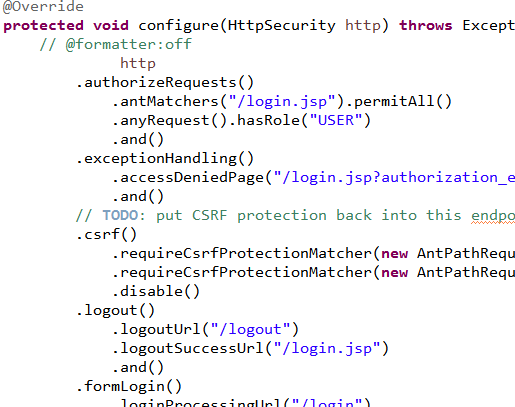 @Override
protected void configure(HttpSecurity http) throws Except
// @formatter:off
http
.authorizeRequests()
.antMatchers("/login.jsp").permitAll()
.anyRequest().hasRole("USER")
.and()
.exceptionHandling()
.accessDeniedPage("/login.jsp?authorization_e
.and()
// TODO: put CSRF protection back into this endpo
.csrf()
.requireCsrfProtectionMatcher(new AntPathRequ
.requireCsrfProtectionMatcher(new AntPathRequ
.disable()
.logout()
.logoutUrl("/logout")
.logoutSuccessUrl("/login.jsp")
.and()
.formLogin()
.loginProcessingUrl("/login")